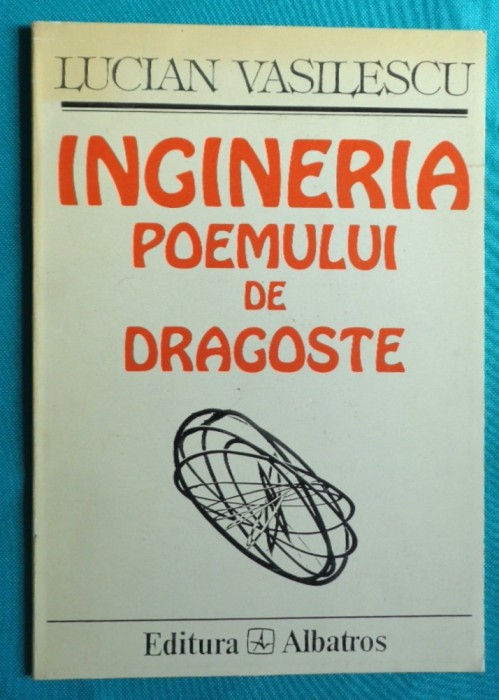 LUCIAN VASILESCU
INGINERIA
POEMULUI
DE
DRAGOSTE
Editura Albatros